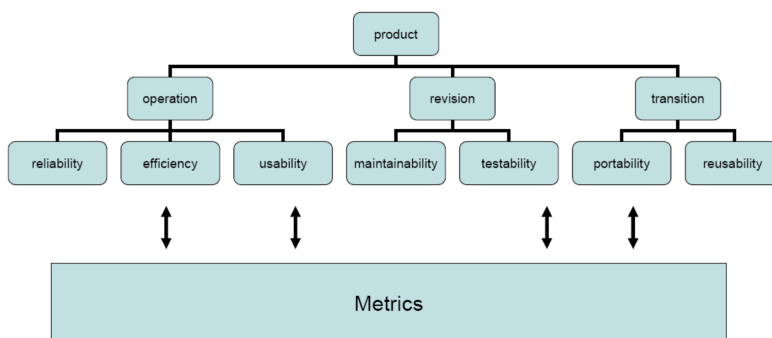 product
operation
revision
transition
reliability
efficiency
usability
maintainability
testability
portability
reusability
Metrics